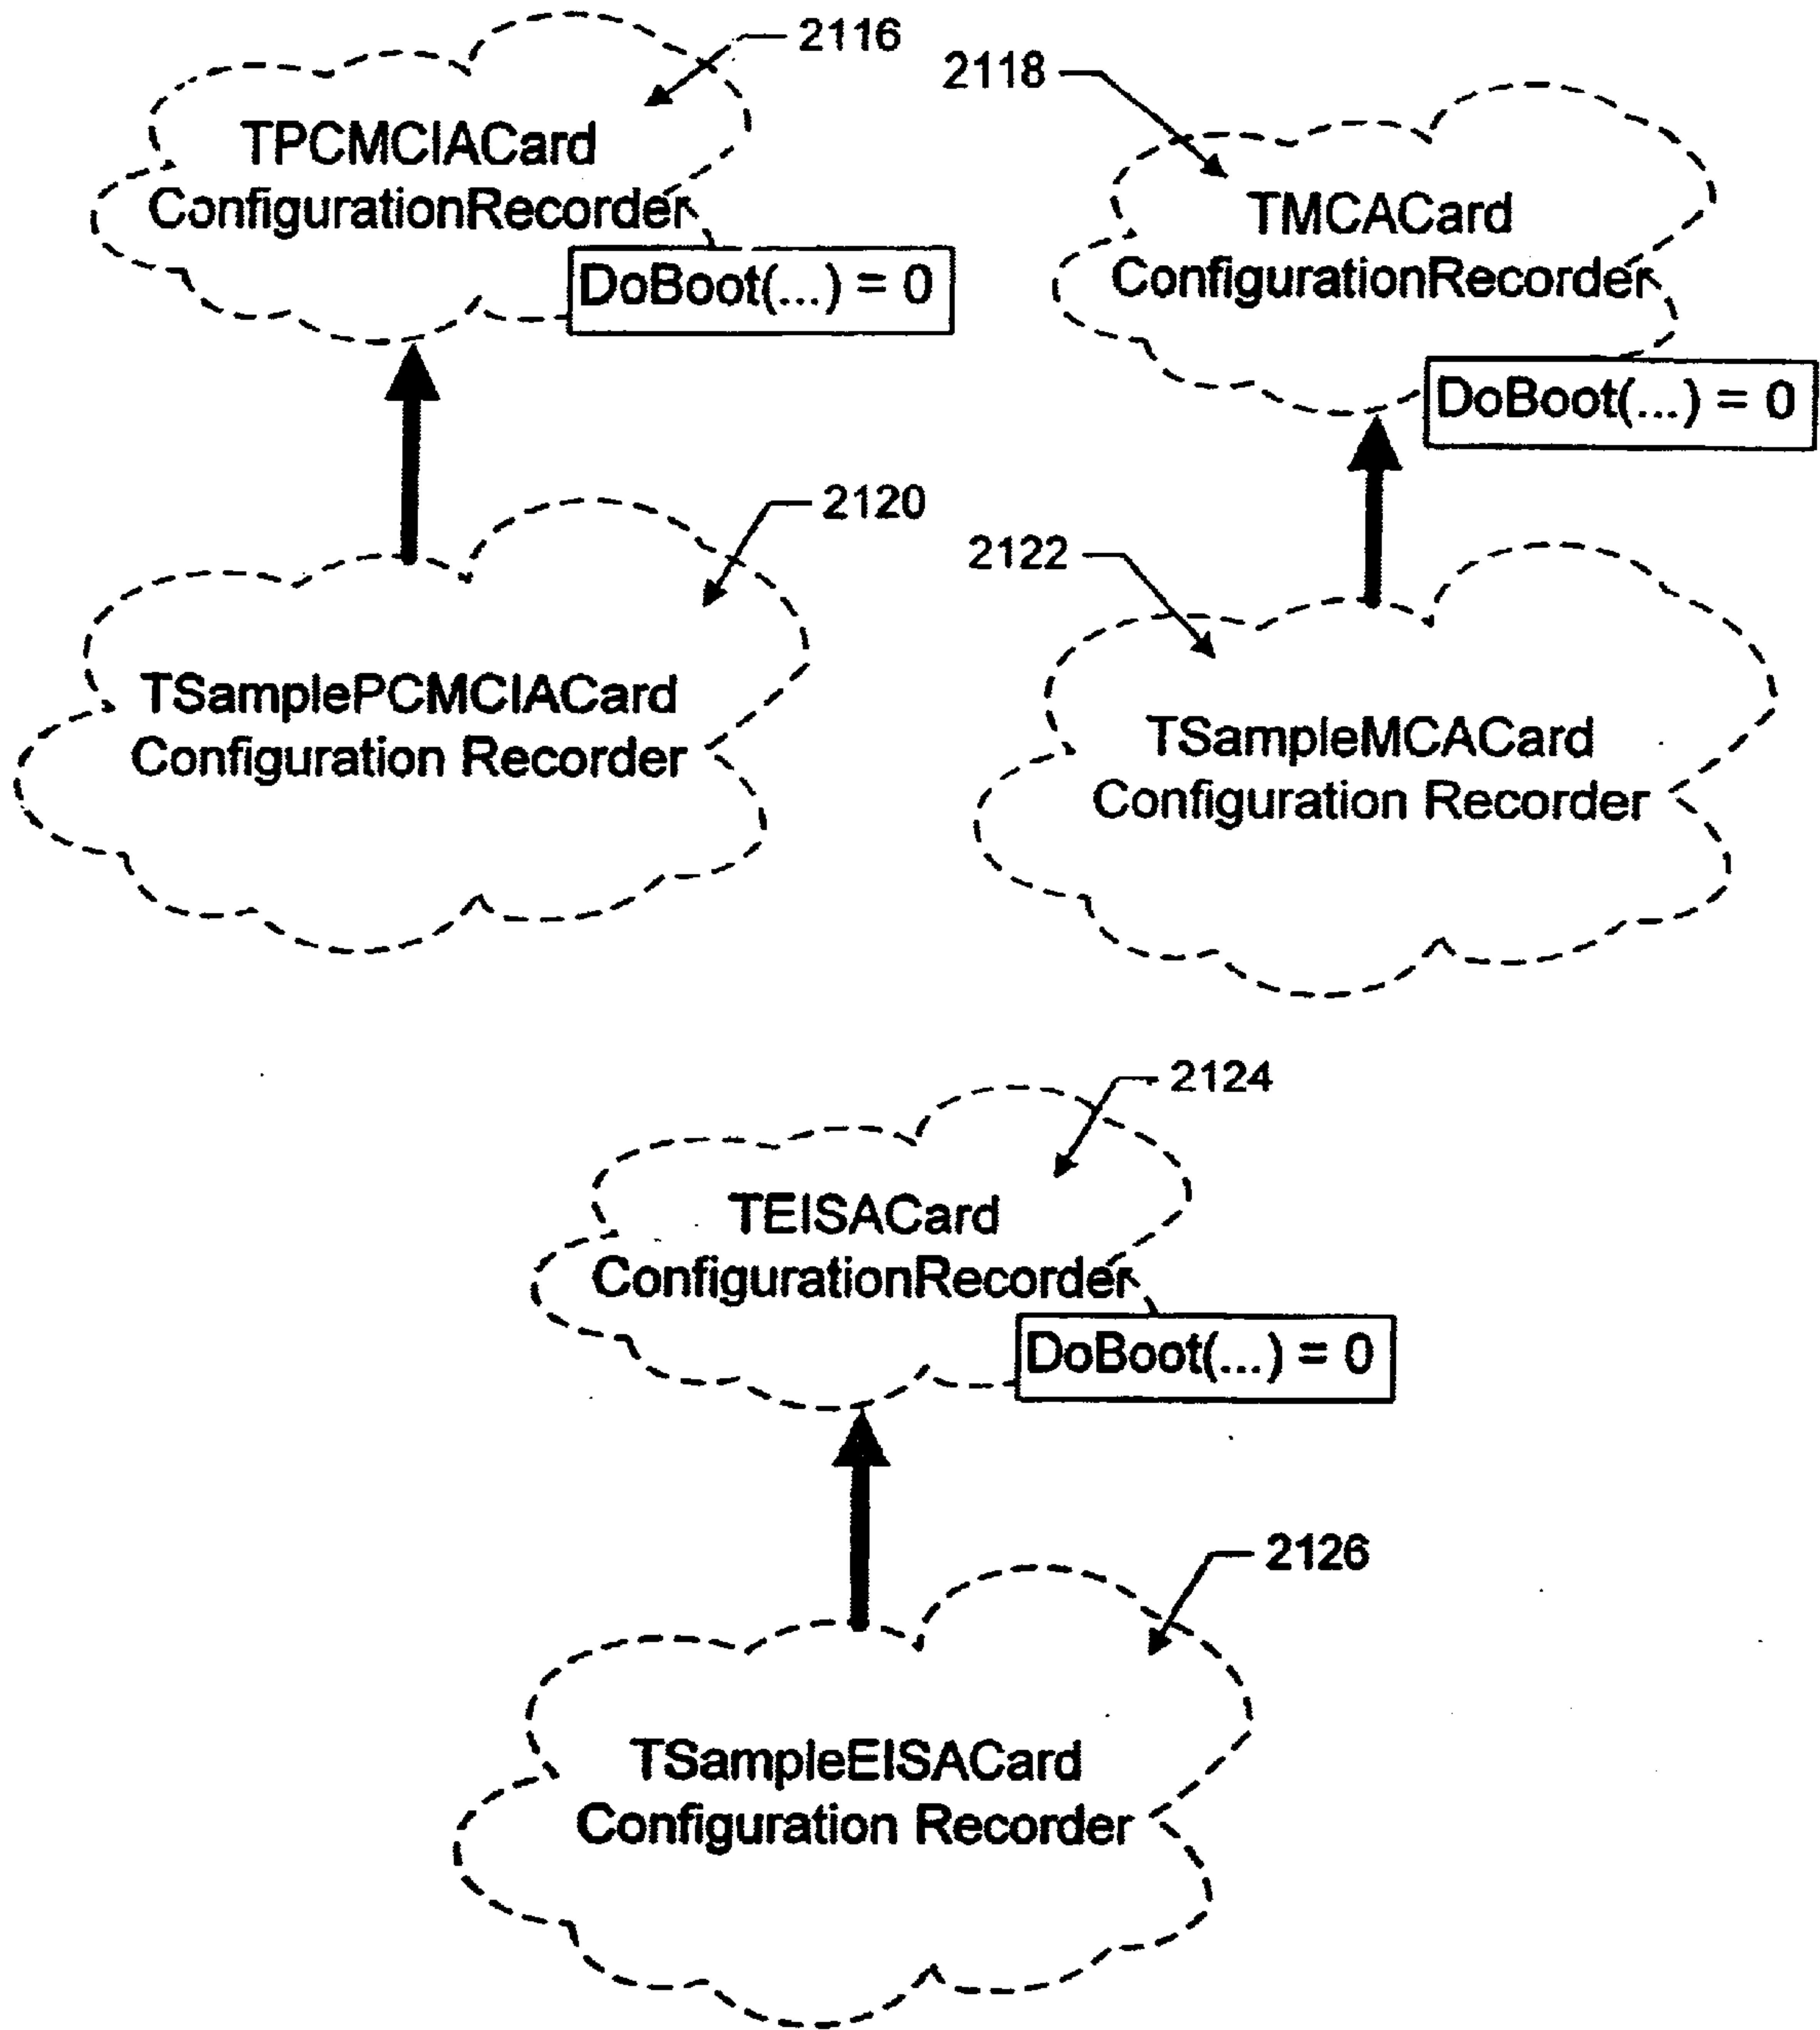 2116
TPCMCIACard
ConfigurationRecorder
DoBoot(...) = 0
2118
TMCACard
ConfigurationRecorder
DoBoot(...) = 0
2120
TSamplePCMCIACard
Configuration Recorder
2122
TSampleMCACard
Configuration Recorder
2124
TEISACard
ConfigurationRecorder
DoBoot(...) = 0
2126
TSampleEISACard
Configuration Recorder